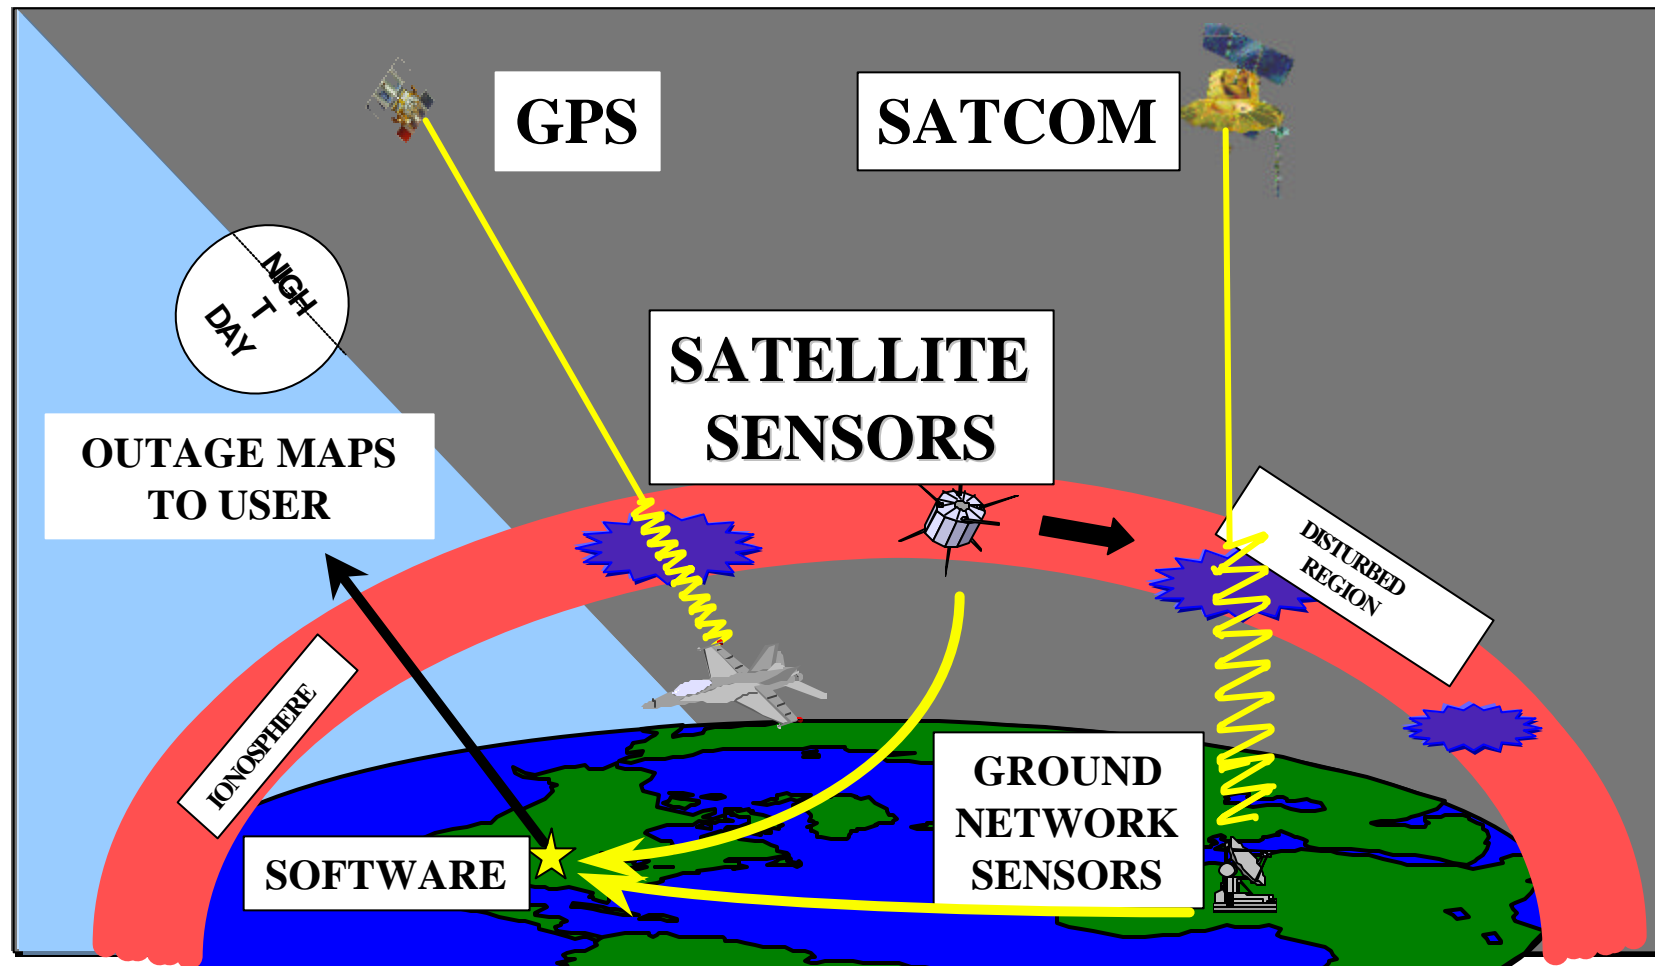 GPS
SATCOM
NIGH
T
DAY
SATELLITE
SENSORS
OUTAGE MAPS
TO USER
DISTURBED
REGION
IONOSPHERE
GROUND
NETWORK
SENSORS
SOFTWARE